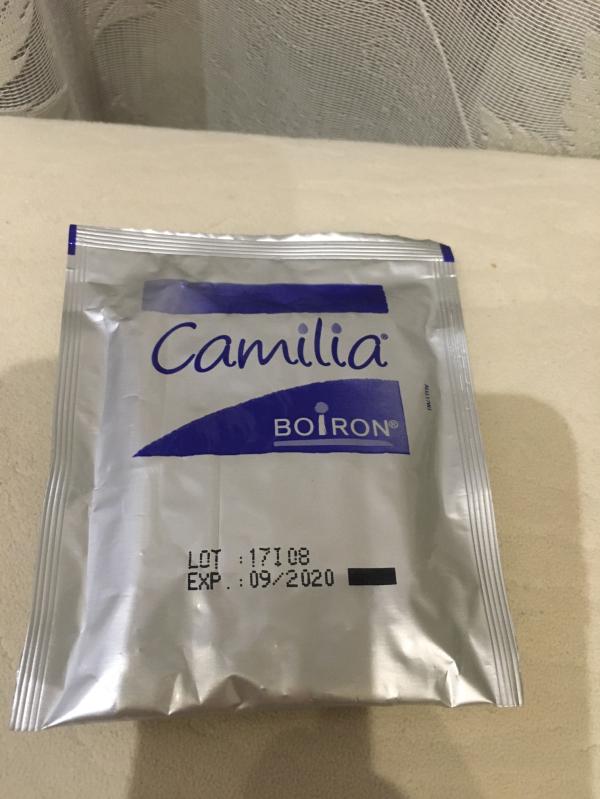 Camilia®
BOIRON®
LOT :17I08
EXP.:09/2020